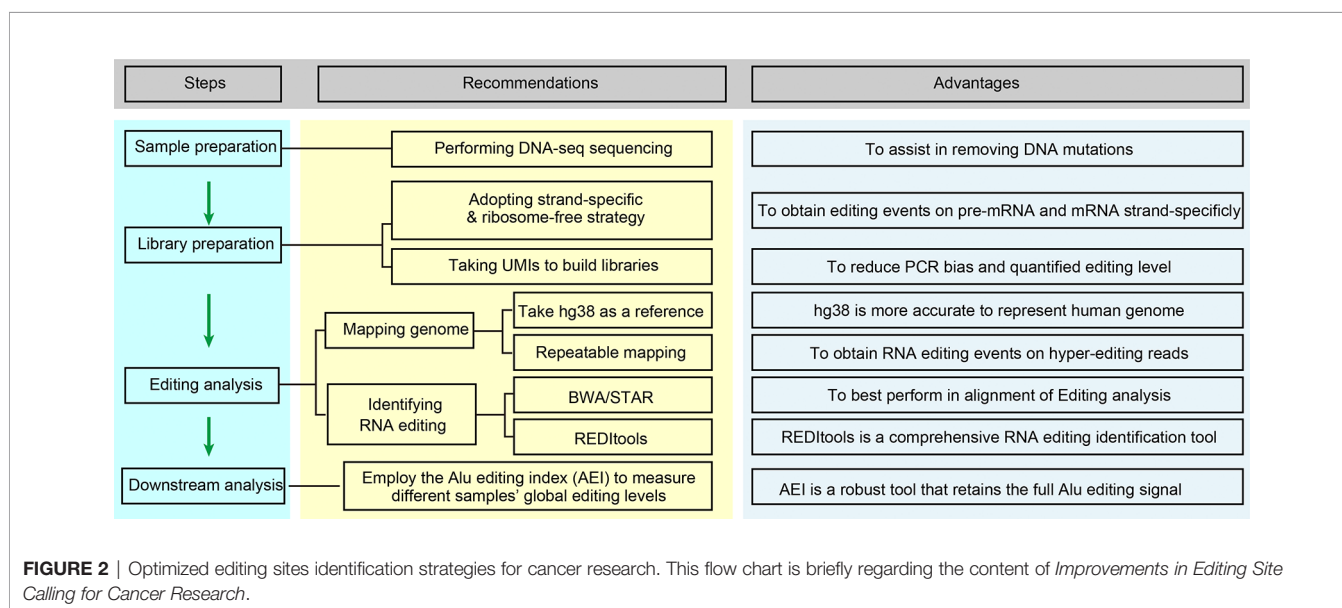 Steps
Recommendations
Advantages
Sample preparation
Performing DNA-seq sequencing
To assist in removing DNA mutations
Library preparation
Adopting strand-specific
& ribosome-free strategy
To obtain editing events on pre-mRNA and mRNA strand-specificly
Taking UMIs to build libraries
To reduce PCR bias and quantified editing level
Editing analysis
Mapping genome
Take hg38 as a reference
hg38 is more accurate to represent human genome
Repeatable mapping
To obtain RNA editing events on hyper-editing reads
Identifying
RNA editing
BWA/STAR
To best perform in alignment of Editing analysis
REDItools
REDItools is a comprehensive RNA editing identification tool
Downstream analysis
Employ the Alu editing index (AEI) to measure
different samples' global editing levels
AEI is a robust tool that retains the full Alu editing signal
FIGURE 2 | Optimized editing sites identification strategies for cancer research. This flow chart is briefly regarding the content of Improvements in Editing Site
Calling for Cancer Research.